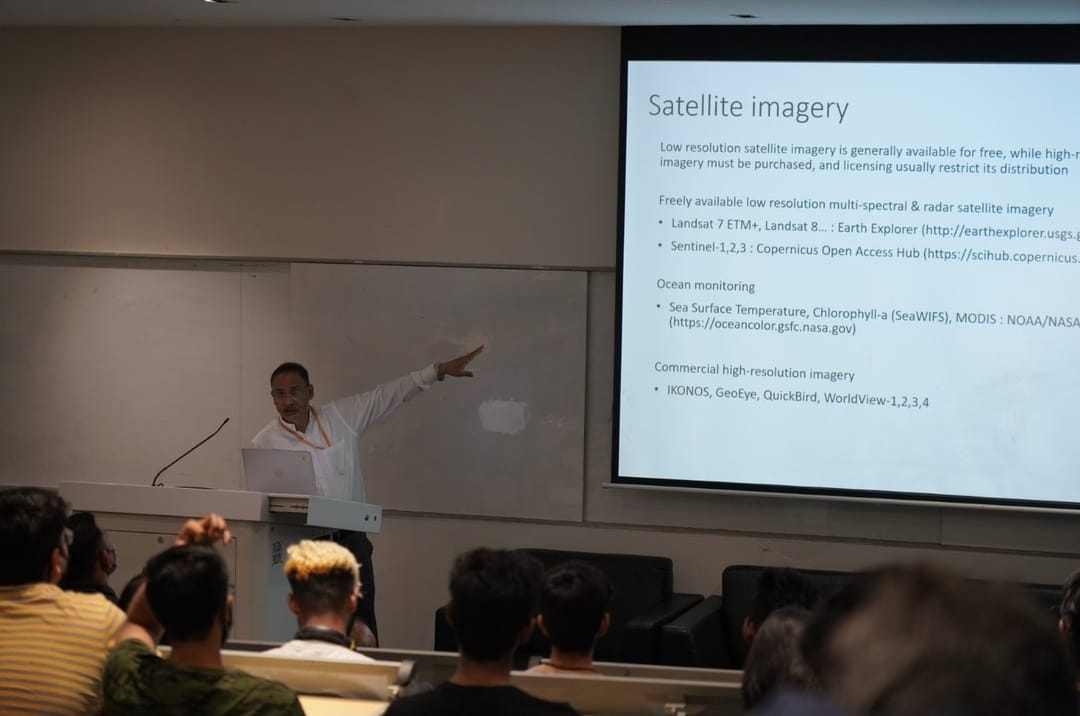 Satellite imagery
Low resolution satellite imagery is generally available for free, while high-r
imagery must be purchased, and licensing usually restrict its distribution
Freely available low resolution multi-spectral & radar satellite imagery
• Landsat 7 ETM+, Landsat 8... : Earth Explorer (http://earthexplorer.usgs.g
• Sentinel-1,2,3 : Copernicus Open Access Hub (https://scihub.copernicus.
Ocean monitoring
• Sea Surface Temperature, Chlorophyll-a (SeaWIFS), MODIS : NOAA/NASA
(https://oceancolor.gsfc.nasa.gov)
Commercial high-resolution imagery
• IKONOS, GeoEye, QuickBird, WorldView-1,2,3,4